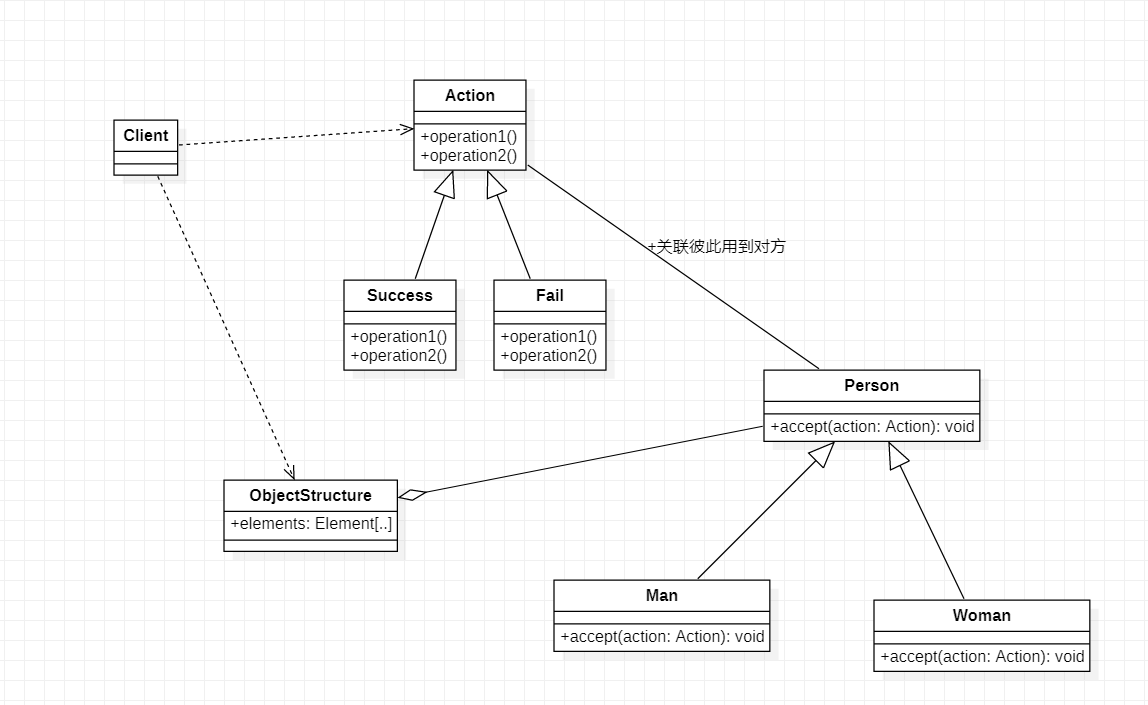 Action
+operation1()
+operation2()
Client
+关联彼此用到对方
Success
+operation1()
+operation2()
Fail
+operation1()
+operation2()
Person
+accept(action: Action): void
ObjectStructure
+elements: Element[..]
Man
+accept(action: Action): void
Woman
+accept(action: Action): void